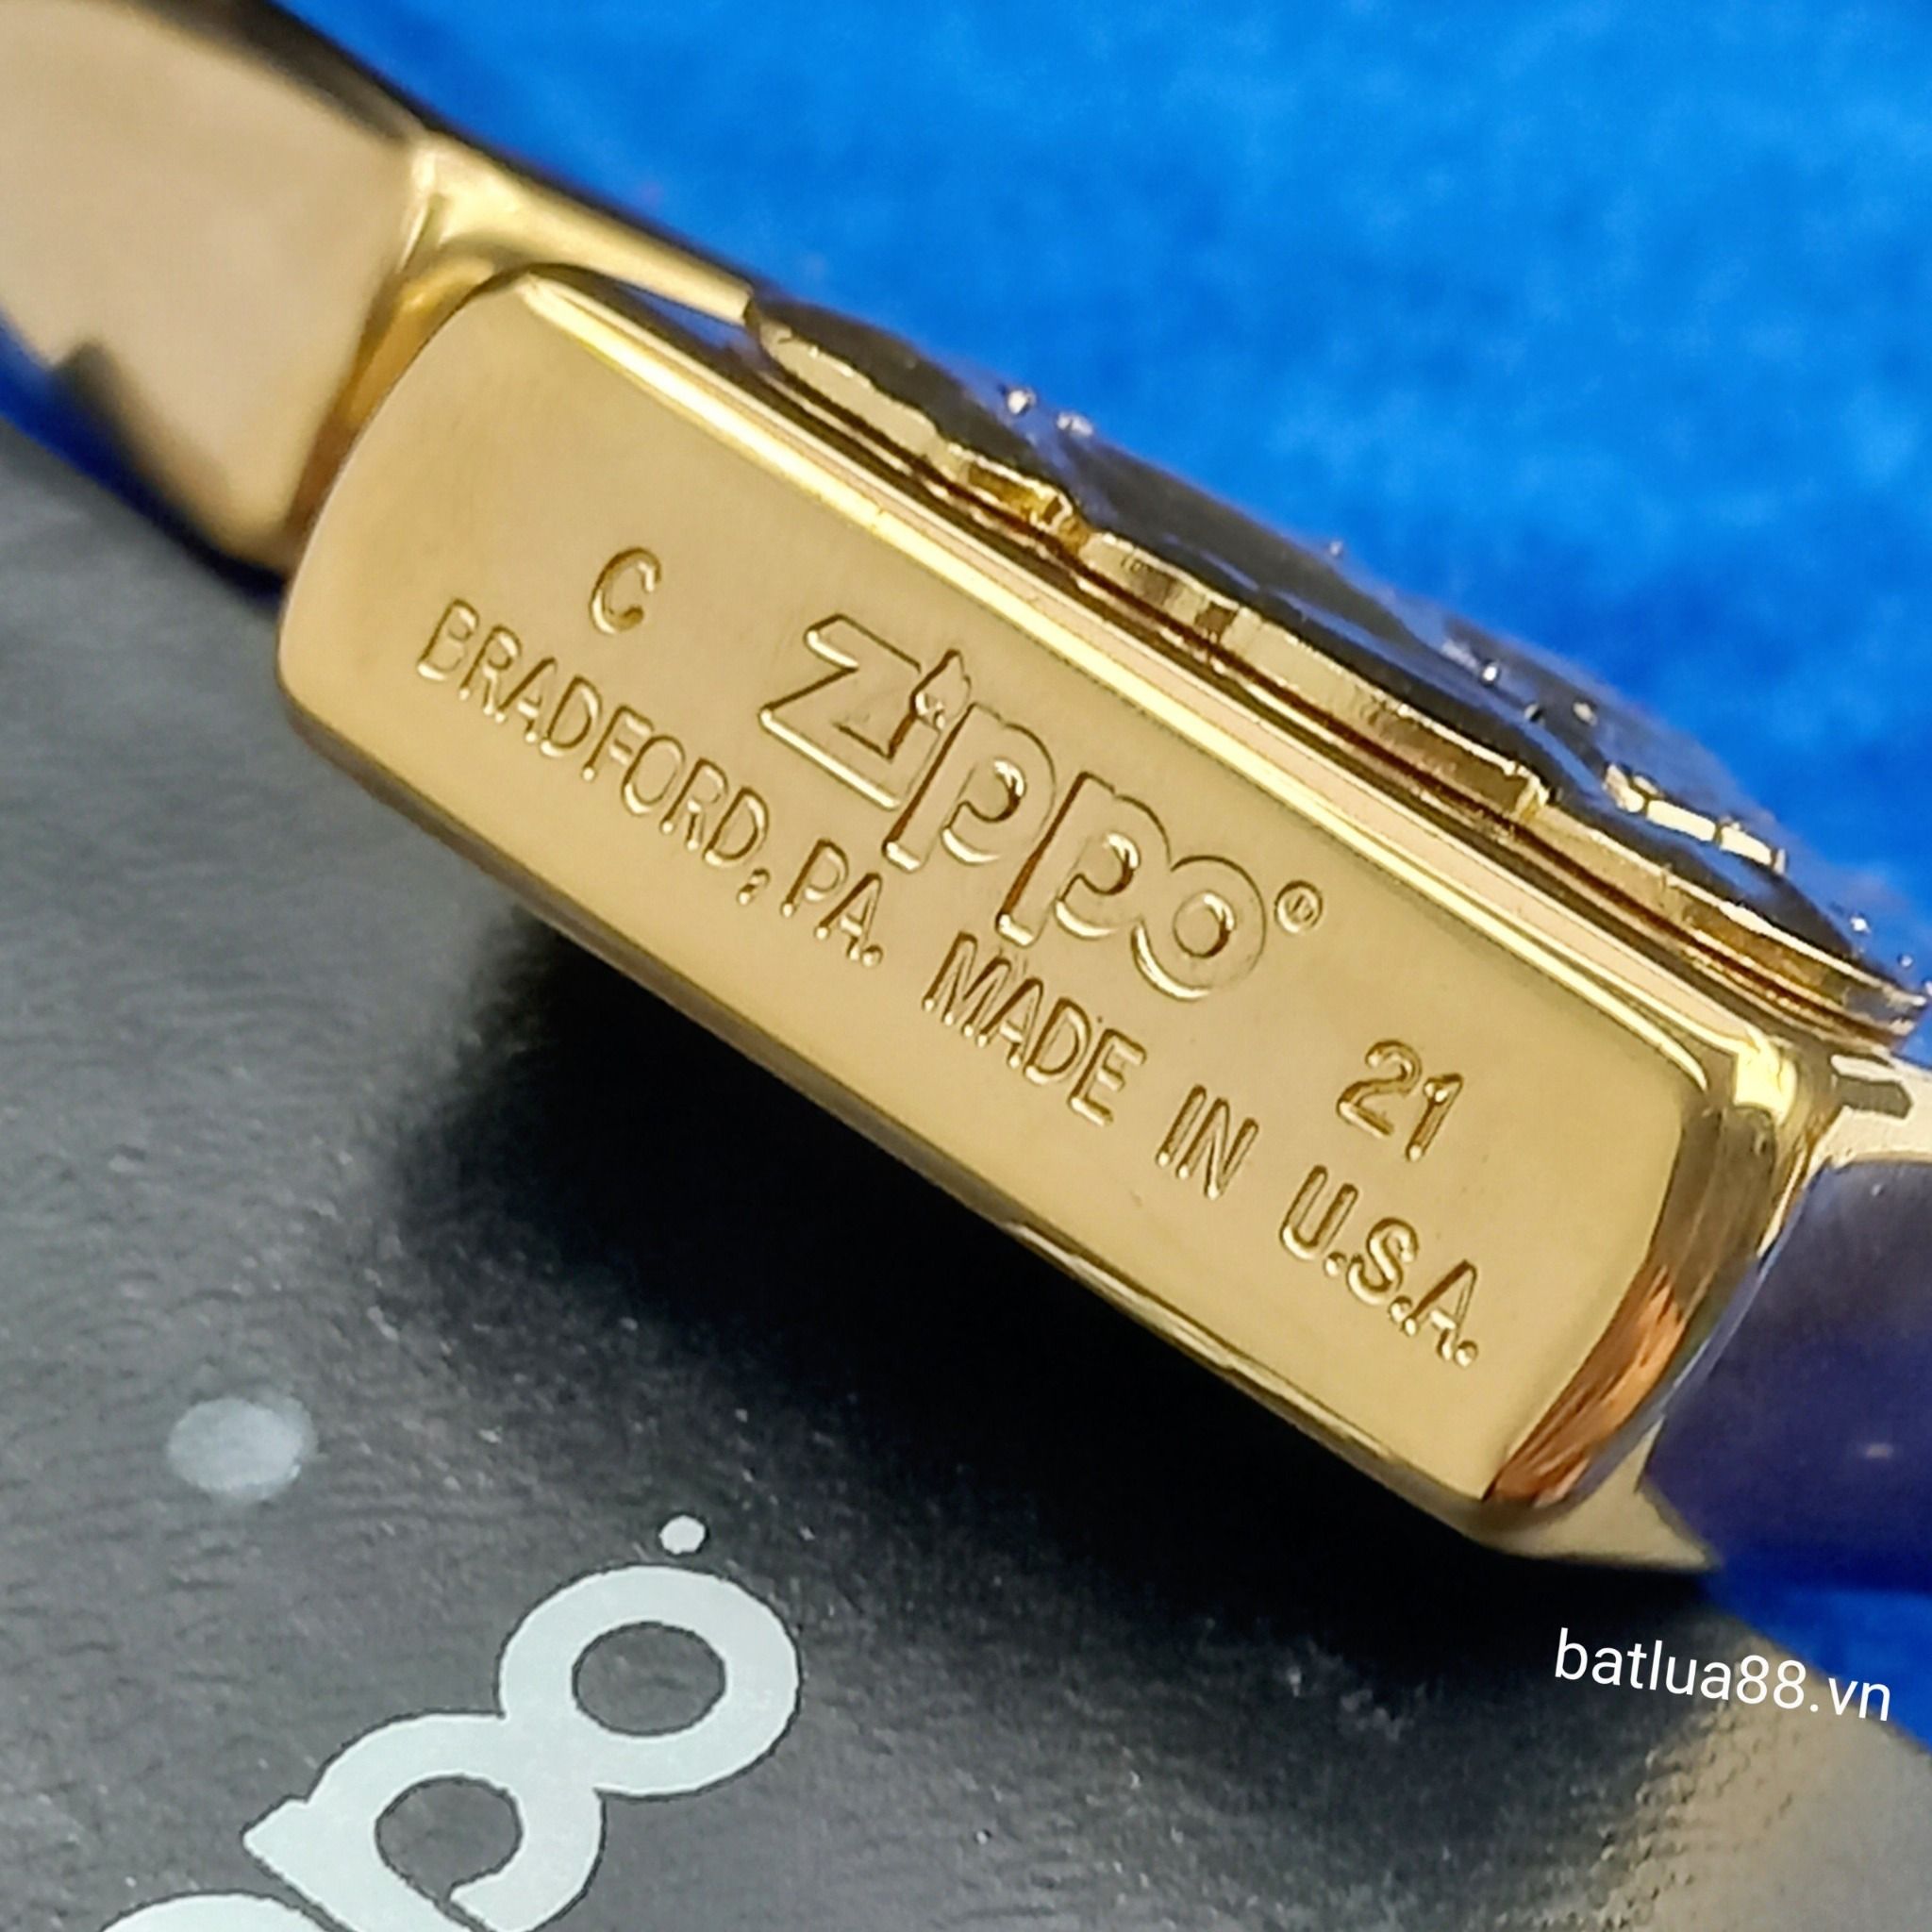 C zippo® 21
BRADFORD, PA. MADE IN U.S.A.
batlua88.vn